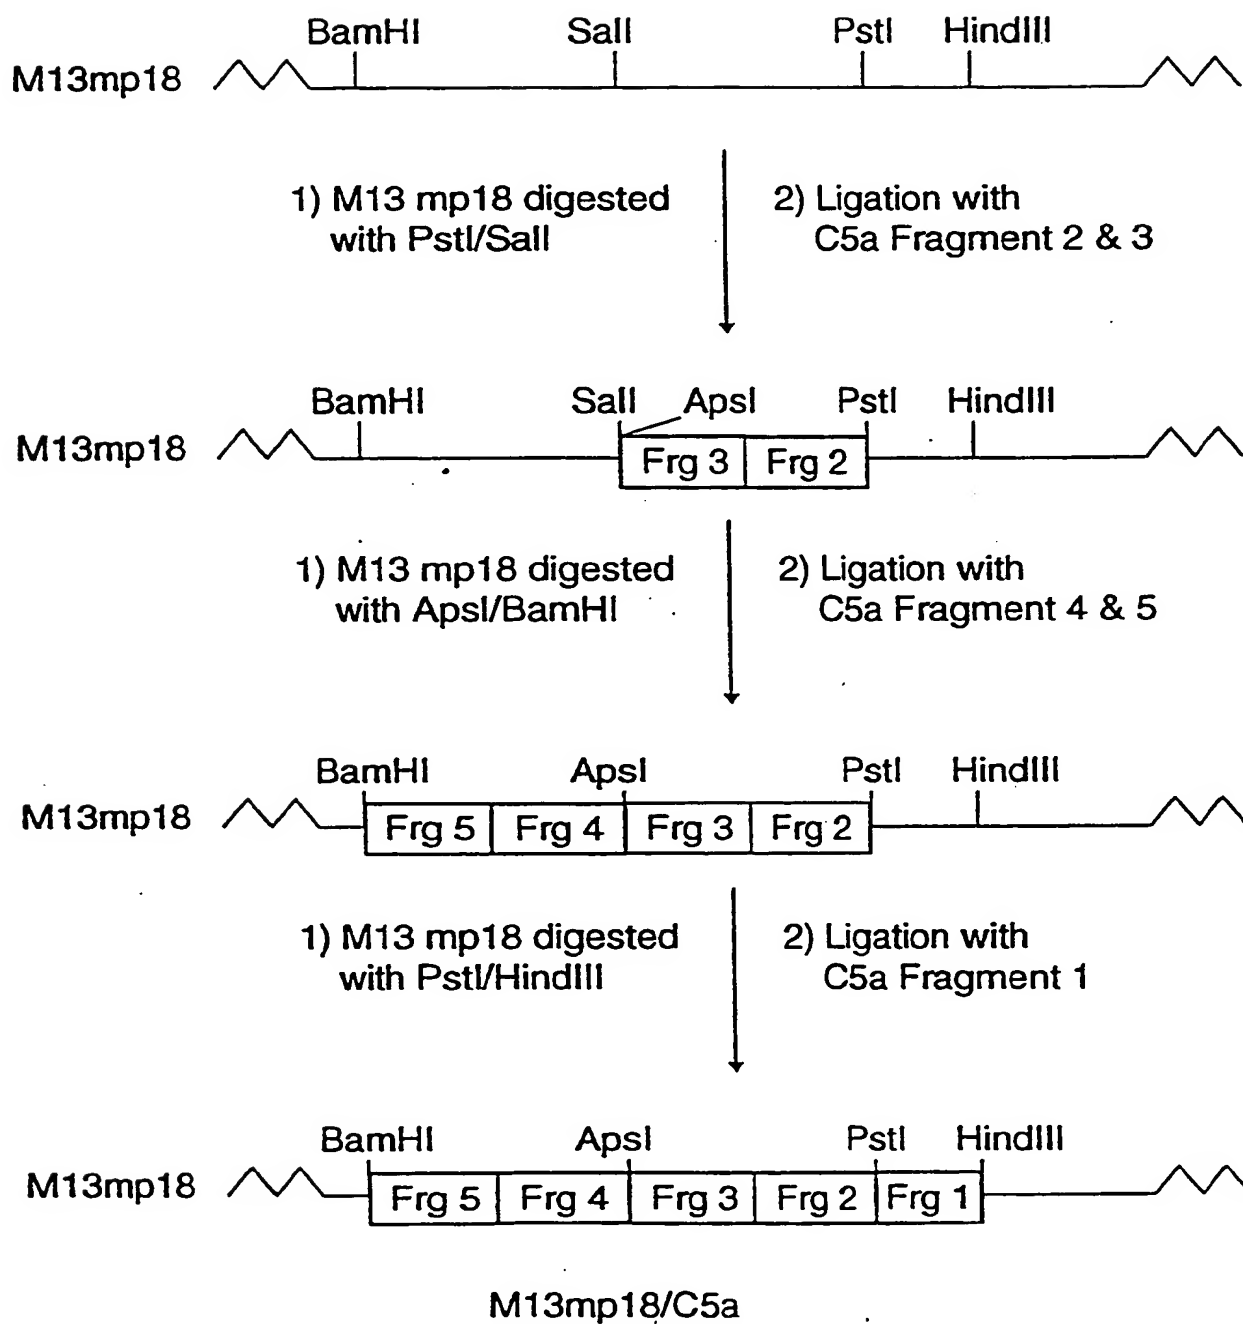 BamHI SalI PstI HindIII
M13mp18
1) M13 mp18 digested
with PstI/SalI
2) Ligation with
C5a Fragment 2 & 3
BamHI SalI ApsI PstI HindIII
M13mp18
Frg 3 Frg 2
1) M13 mp18 digested
with ApsI/BamHI
2) Ligation with
C5a Fragment 4 & 5
BamHI ApsI PstI HindIII
M13mp18
Frg 5 Frg 4 Frg 3 Frg 2
1) M13 mp18 digested
with PstI/HindIII
2) Ligation with
C5a Fragment 1
BamHI ApsI PstI HindIII
M13mp18
Frg 5 Frg 4 Frg 3 Frg 2 Frg 1
M13mp18/C5a